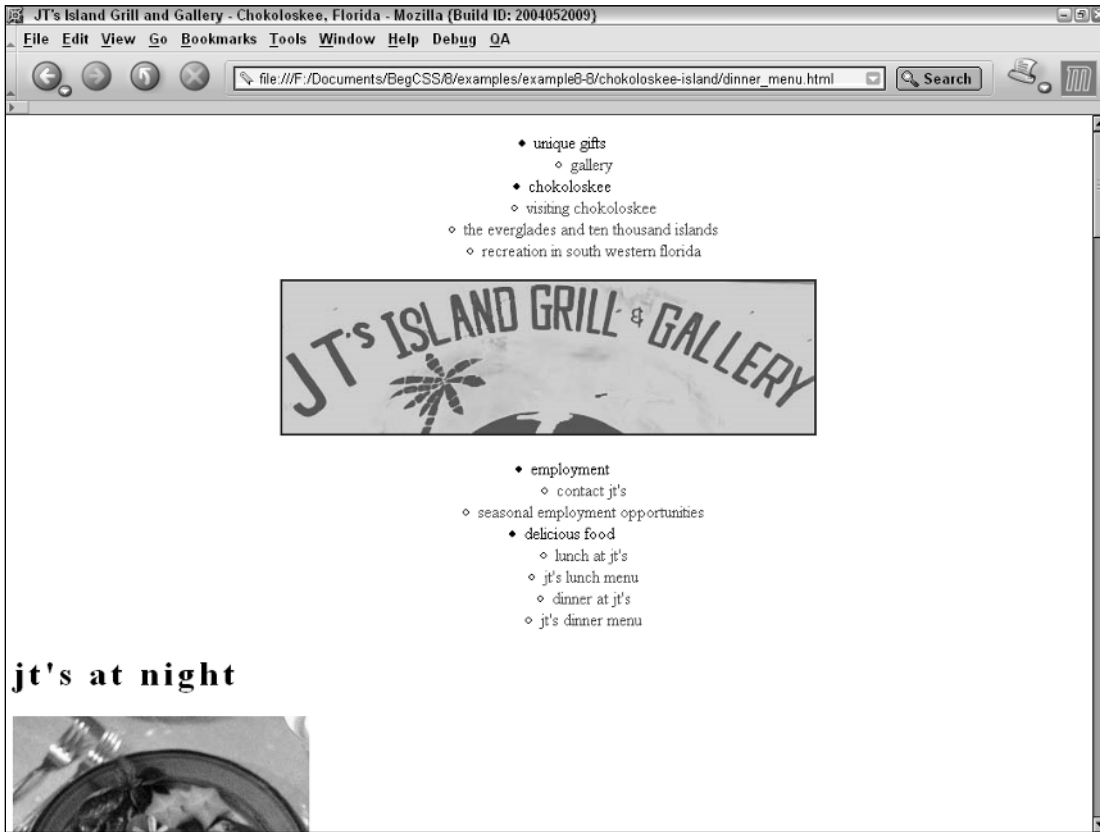 JT's Island Grill and Gallery - Chokoloskee, Florida - Mozilla {Build ID: 2004052009}
File Edit View Go Bookmarks Tools Window Help Debug QA
file:///F:/Documents/BegCSS/8/examples/example8-8/chokoloskee-island/dinner_menu.html Search
unique gifts
gallery
chokoloskee
visiting chokoloskee
the everglades and ten thousand islands
recreation in south western florida
JT's ISLAND GRILL & GALLERY
employment
contact jt's
seasonal employment opportunities
delicious food
lunch at jt's
jt's lunch menu
dinner at jt's
jt's dinner menu
jt's at night